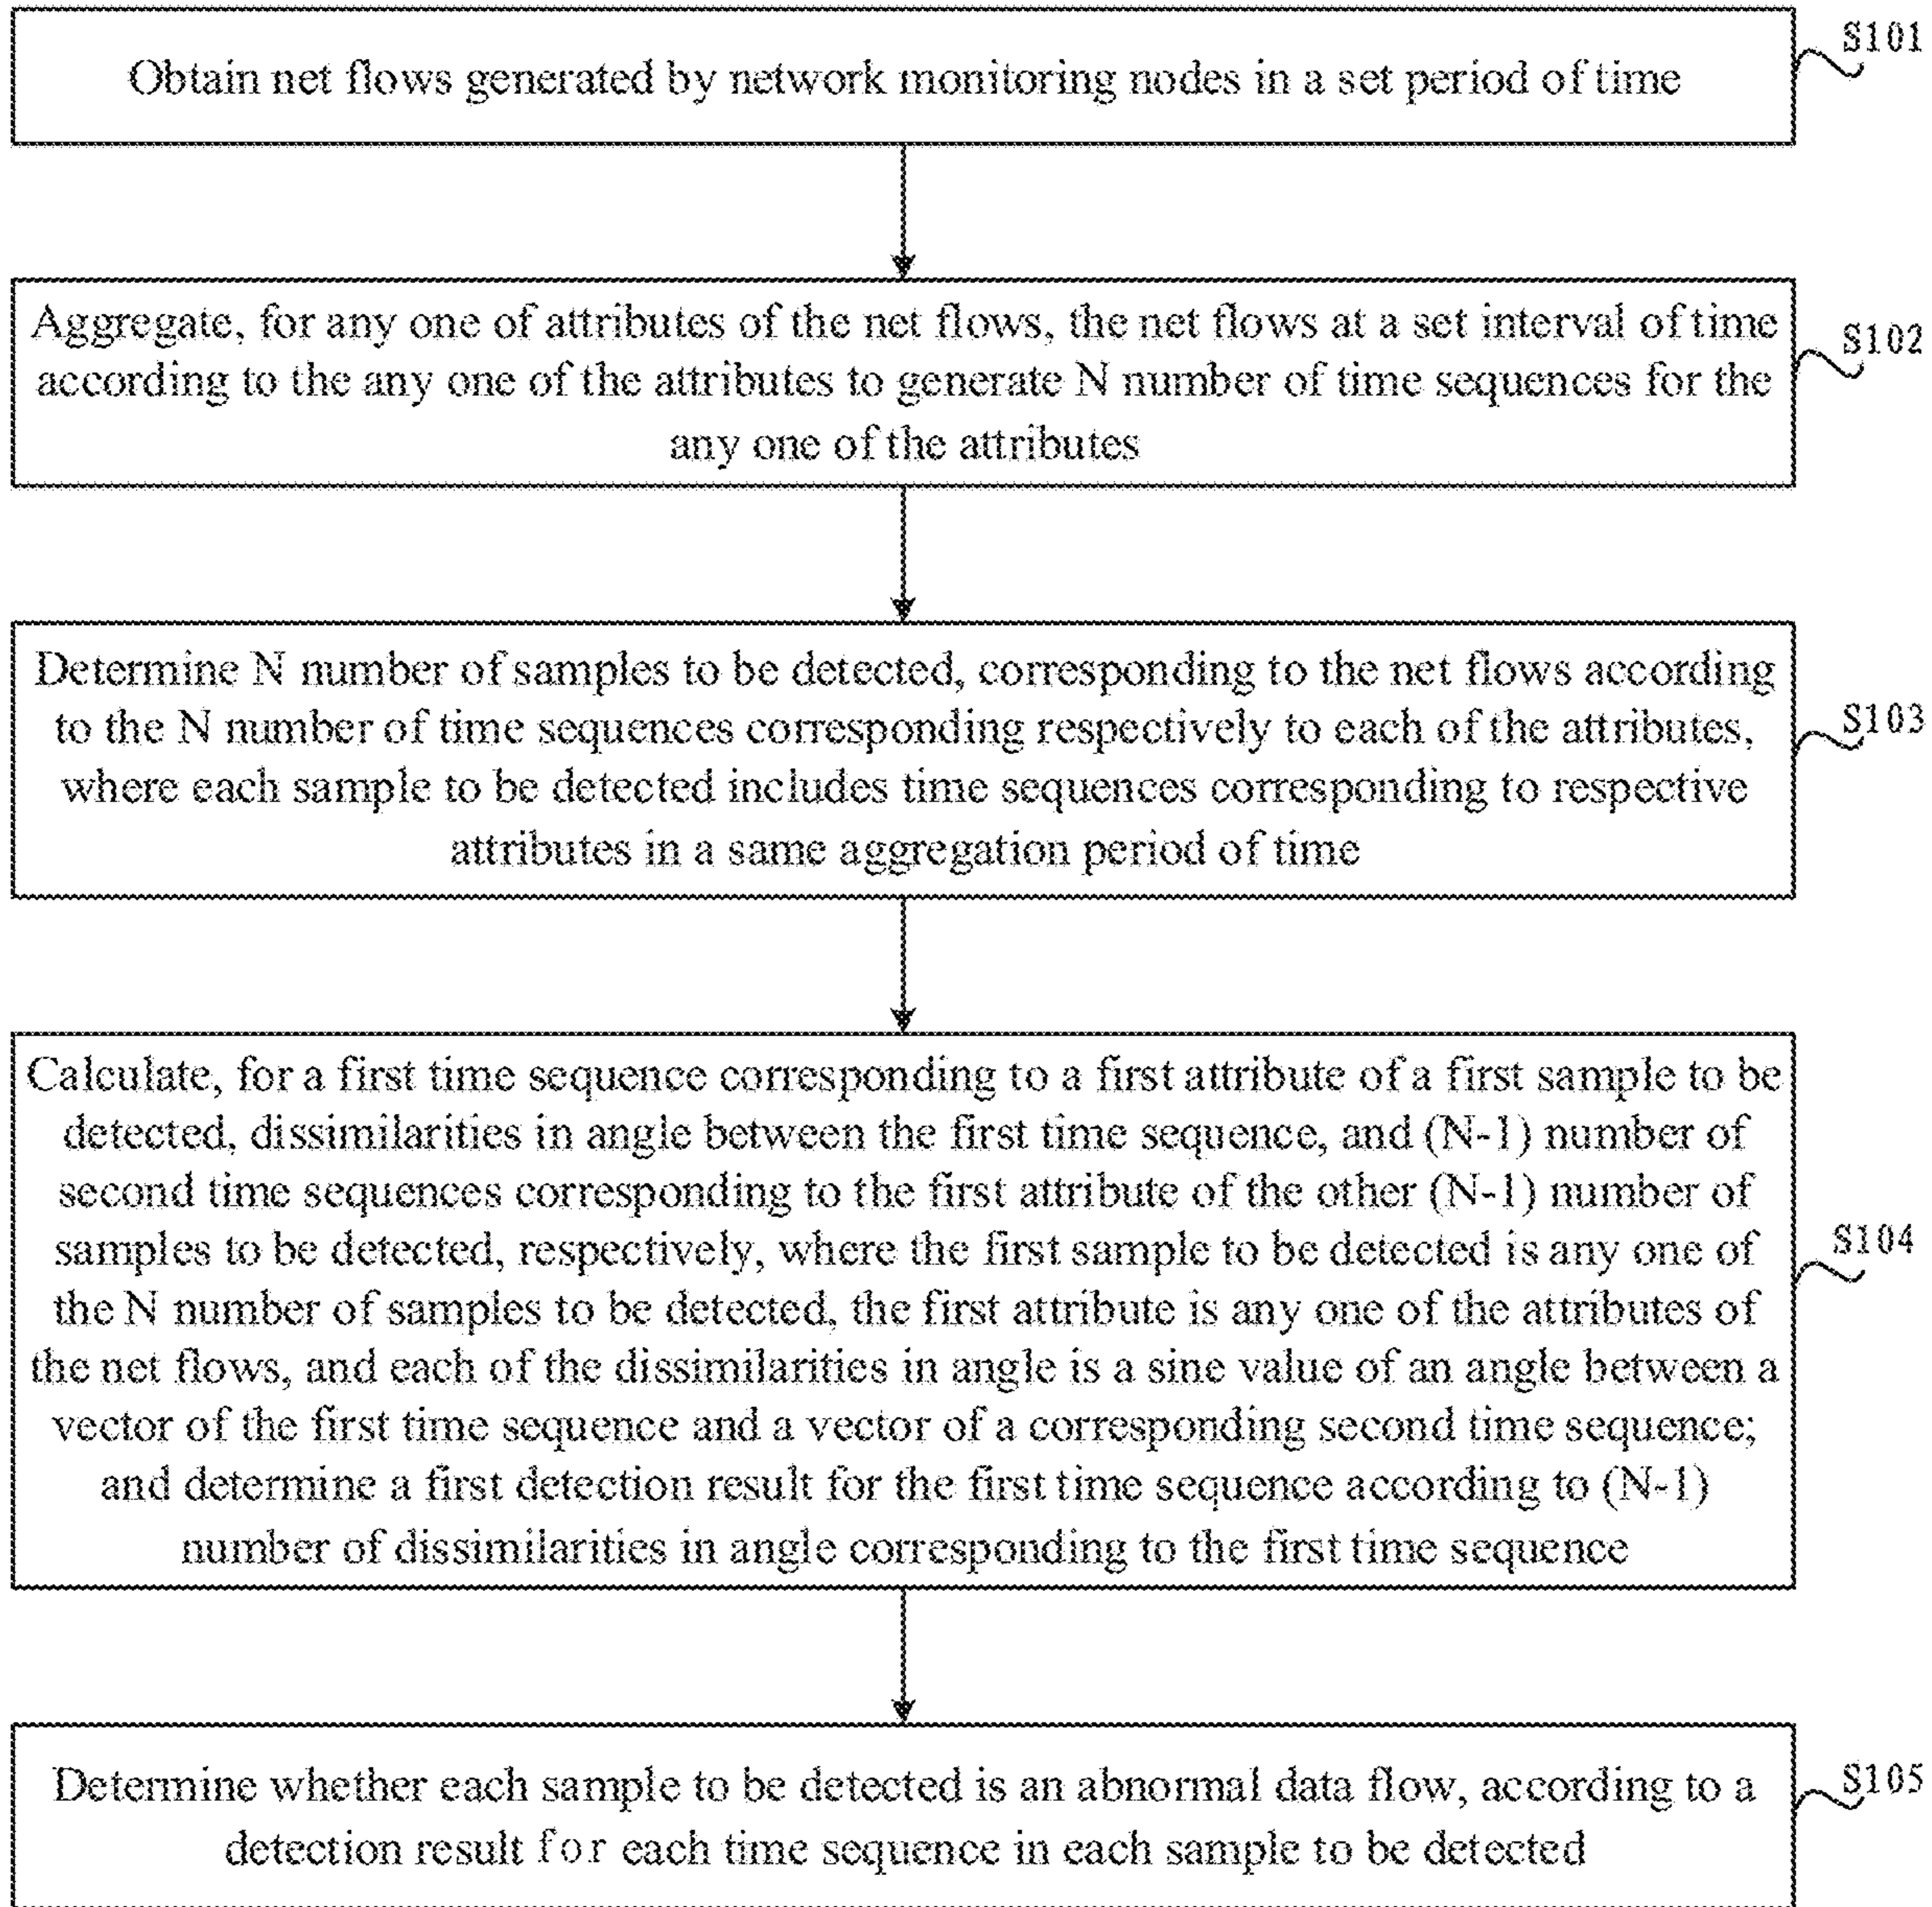 Obtain net flows generated by network monitoring nodes in a set period of time
S101
Aggregate, for any one of attributes of the net flows, the net flows at a set interval of time
according to the any one of the attributes to generate N number of time sequences for the
any one of the attributes
S102
Determine N number of samples to be detected, corresponding to the net flows according
to the N number of time sequences corresponding respectively to each of the attributes,
where each sample to be detected includes time sequences corresponding to respective
attributes in a same aggregation period of time
S103
Calculate, for a first time sequence corresponding to a first attribute of a first sample to be
detected, dissimilarities in angle between the first time sequence, and (N-1) number of
second time sequences corresponding to the first attribute of the other (N-1) number of
samples to be detected, respectively, where the first sample to be detected is any one of
the N number of samples to be detected, the first attribute is any one of the attributes of
the net flows, and each of the dissimilarities in angle is a sine value of an angle between a
vector of the first time sequence and a vector of a corresponding second time sequence;
and determine a first detection result for the first time sequence according to (N-1)
number of dissimilarities in angle corresponding to the first time sequence
S104
Determine whether each sample to be detected is an abnormal data flow, according to a
detection result for each time sequence in each sample to be detected
S105